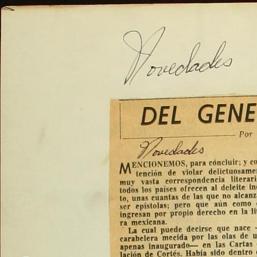 Novedades
DEL GENE
Por
Novedades
MENCIONEMOS, para concluir; y co
tención de violar delictuosame
muy vasta correspondencia literari
todos los países ofrecen al deleite in
to, unas cuantas de las que no alcanz
ser epístolas; pero que aún como
ingresan por propio derecho en la li
ra mexicana.
La cual puede decirse que nace -
carabelera mecida por las olas de u
apenas inaugurado— en las Cartas
lación de Cortés. Había sido dentro